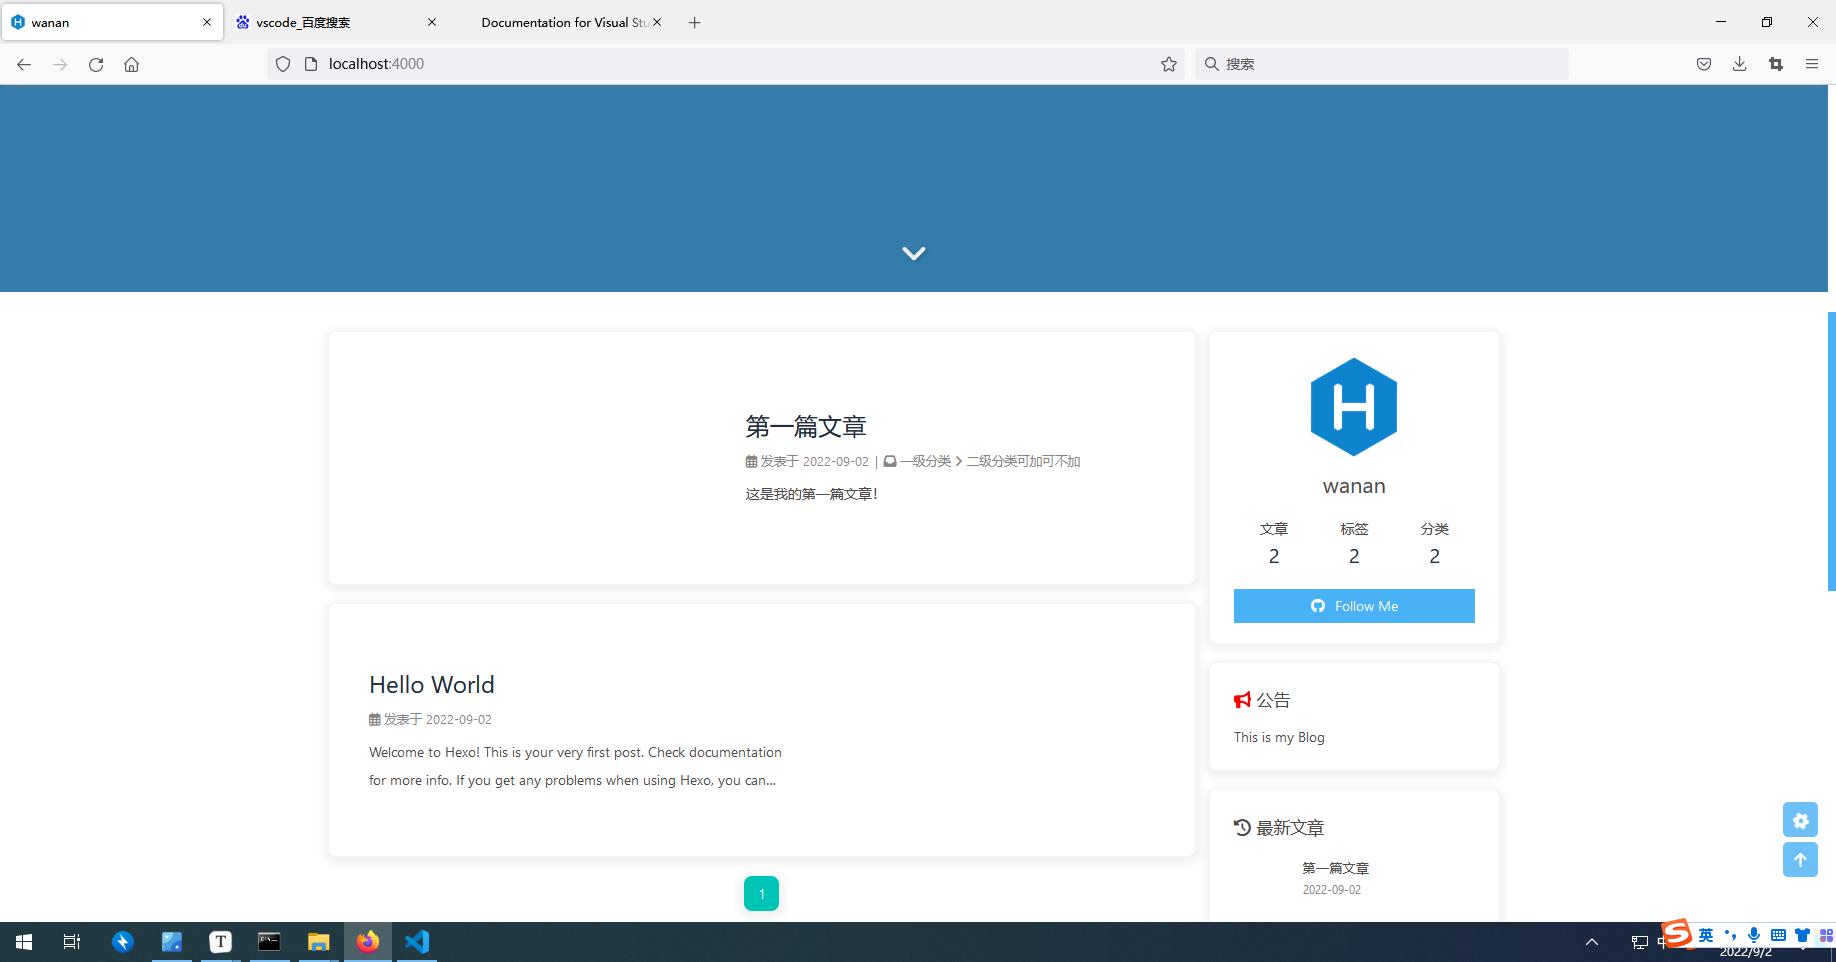 wanan
vscode_百度搜索
Documentation for Visual Stu
localhost:4000
搜索
第一篇文章
发表于 2022-09-02 | 一级分类 > 二级分类可加可不加
这是我的第一篇文章!
Hello World
发表于 2022-09-02
Welcome to Hexo! This is your very first post. Check documentation
for more info. If you get any problems when using Hexo, you can...
1
wanan
文章 标签 分类
2 2 2
Follow Me
公告
This is my Blog
最新文章
第一篇文章
2022-09-02
英
2022/9/2